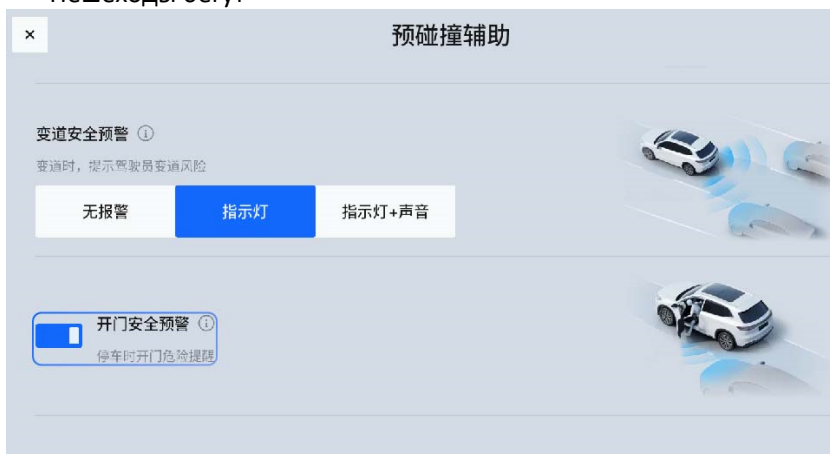 Пешеходы бегут
× 预碰撞辅助
变道安全预警 ⓘ
变道时，提示驾驶员变道风险
无报警 指示灯 指示灯+声音
开门安全预警 ⓘ
停车时开门危险提醒